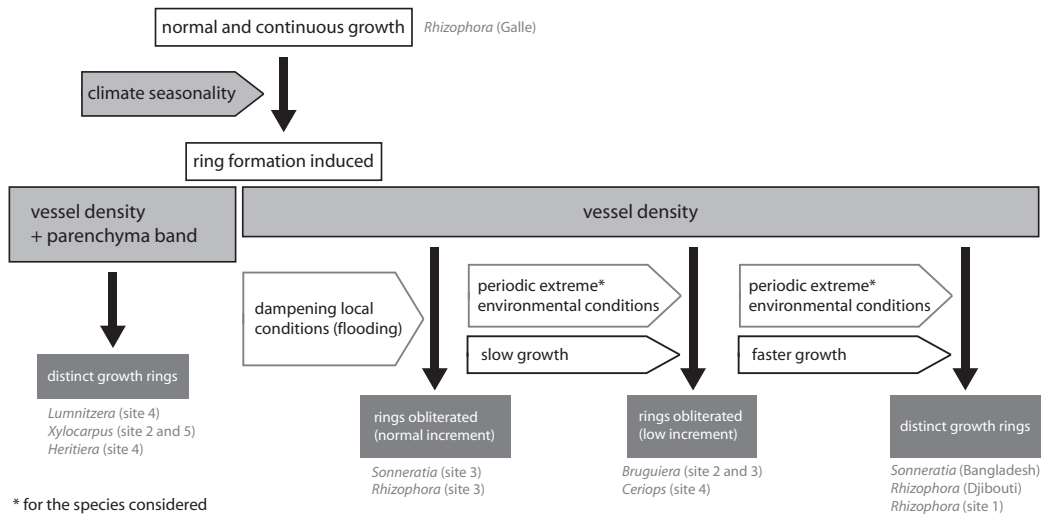 normal and continuous growth
Rhizophora (Galle)
climate seasonality
ring formation induced
vessel density
+ parenchyma band
vessel density
dampening local
conditions (flooding)
periodic extreme*
environmental conditions
slow growth
periodic extreme*
environmental conditions
faster growth
distinct growth rings
Lumnitzera (site 4)
Xylocarpus (site 2 and 5)
Heritiera (site 4)
rings obliterated
(normal increment)
Sonneratia (site 3)
Rhizophora (site 3)
rings obliterated
(low increment)
Bruguiera (site 2 and 3)
Ceriops (site 4)
distinct growth rings
Sonneratia (Bangladesh)
Rhizophora (Djibouti)
Rhizophora (site 1)
* for the species considered